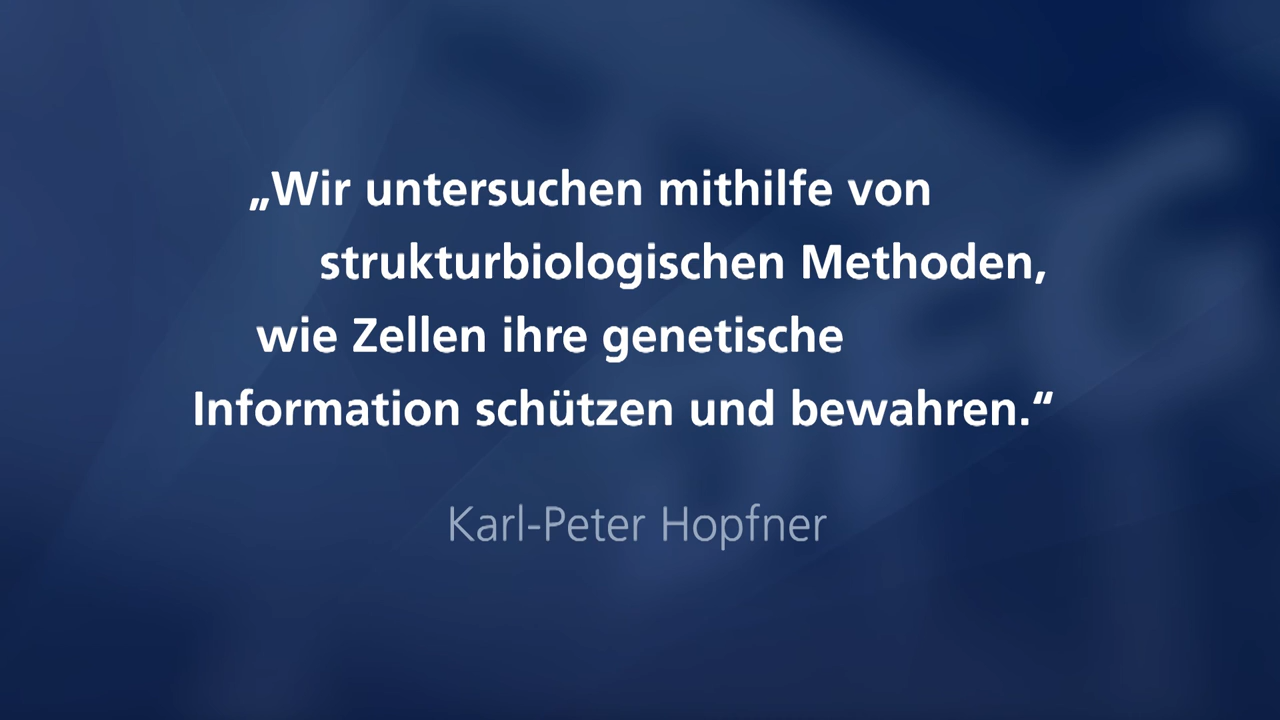 „Wir untersuchen mithilfe von
strukturbiologischen Methoden,
wie Zellen ihre genetische
Information schützen und bewahren.“
Karl-Peter Hopfner